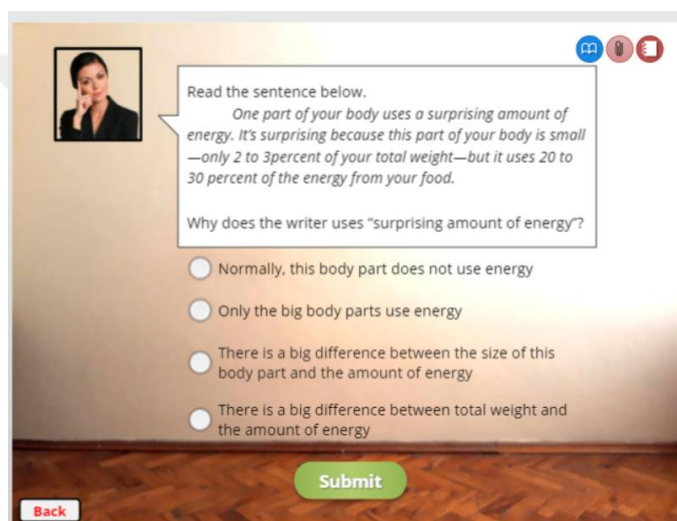 Read the sentence below.
One part of your body uses a surprising amount of
energy. It's surprising because this part of your body is small
—only 2 to 3percent of your total weight—but it uses 20 to
30 percent of the energy from your food.
Why does the writer uses “surprising amount of energy”?
Normally, this body part does not use energy
Only the big body parts use energy
There is a big difference between the size of this
body part and the amount of energy
There is a big difference between total weight and
the amount of energy
Submit
Back